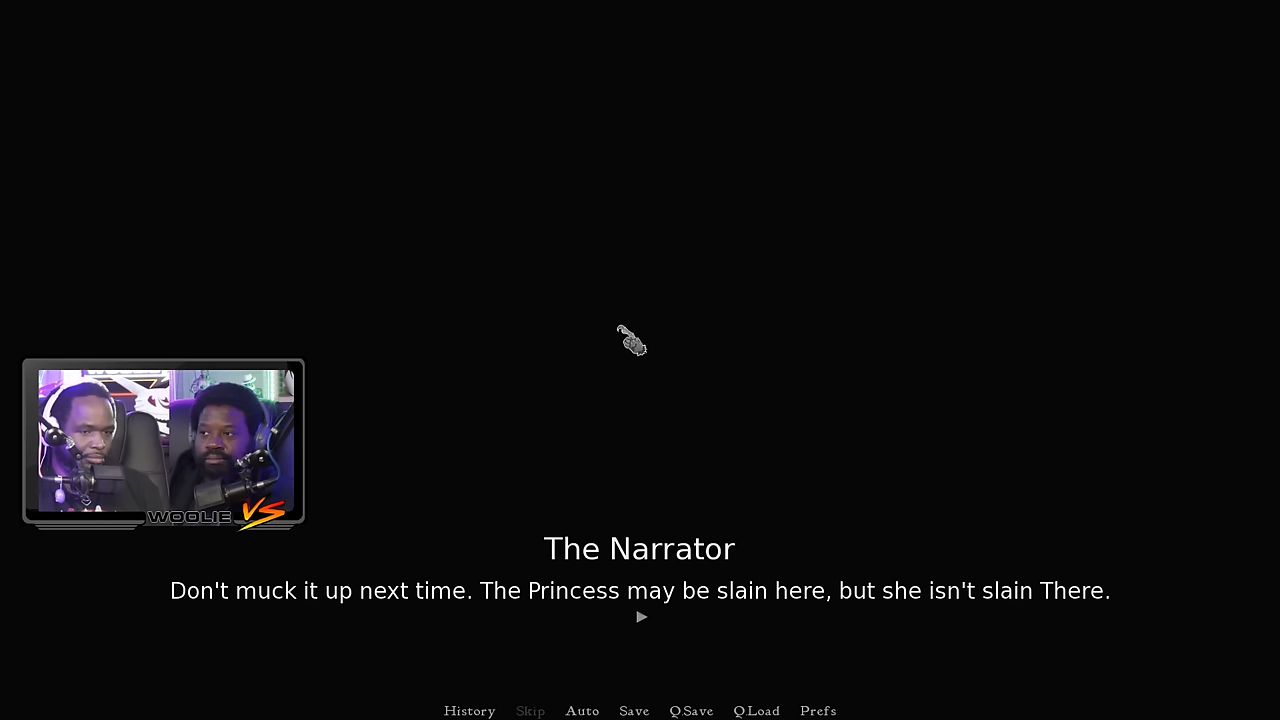 WOOLIE VS
The Narrator
Don't muck it up next time. The Princess may be slain here, but she isn't slain There.
History Skip Auto Save Q.Save Q.Load Prefs